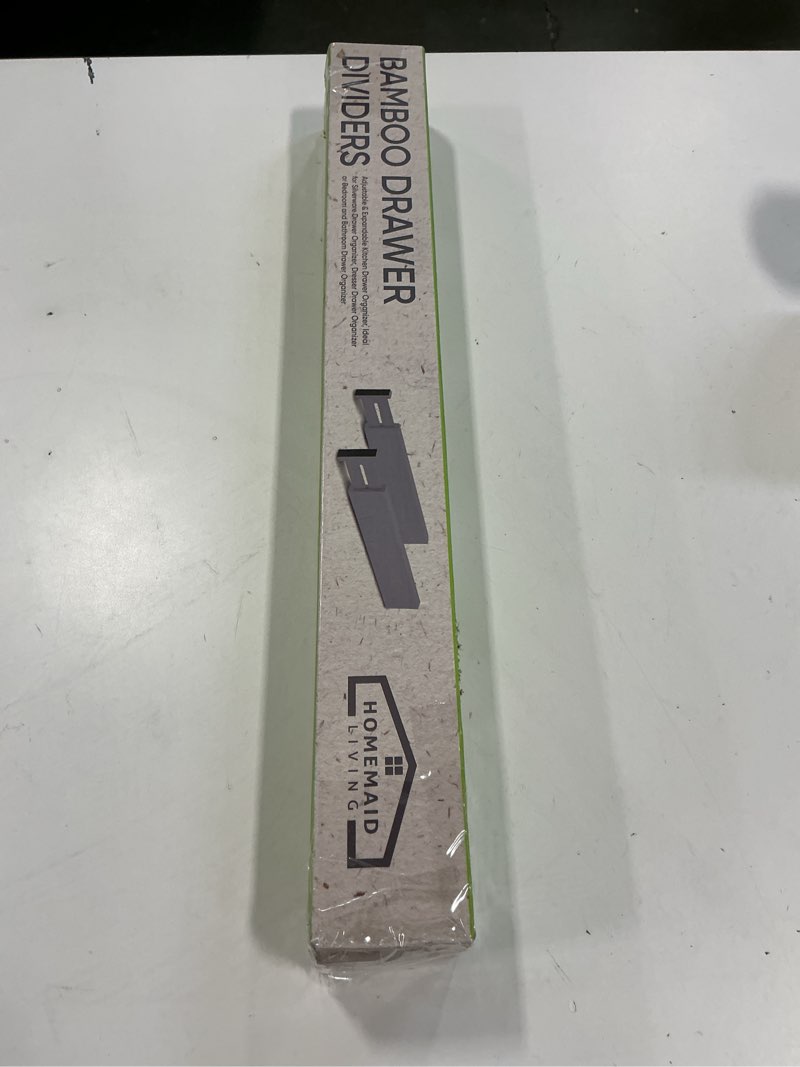 BAMBOO DRAWER
DIVIDERS
Adjustable & Expandable Kitchen Drawer Organizer, Ideal
for Silverware Drawer Organizer, Dresser Drawer Organizer
or Bedroom and Bathroom Drawer Organizer
HOMEMAID
LIVING